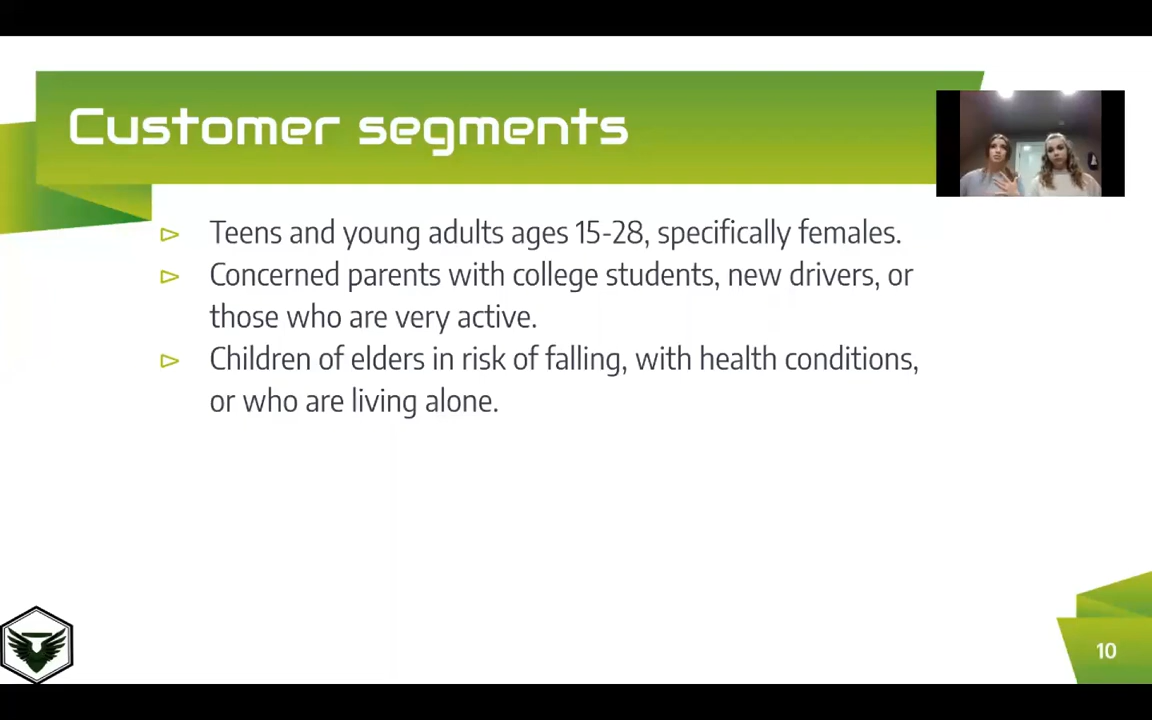 Customer segments
Teens and young adults ages 15-28, specifically females.
Concerned parents with college students, new drivers, or
those who are very active.
Children of elders in risk of falling, with health conditions,
or who are living alone.
10